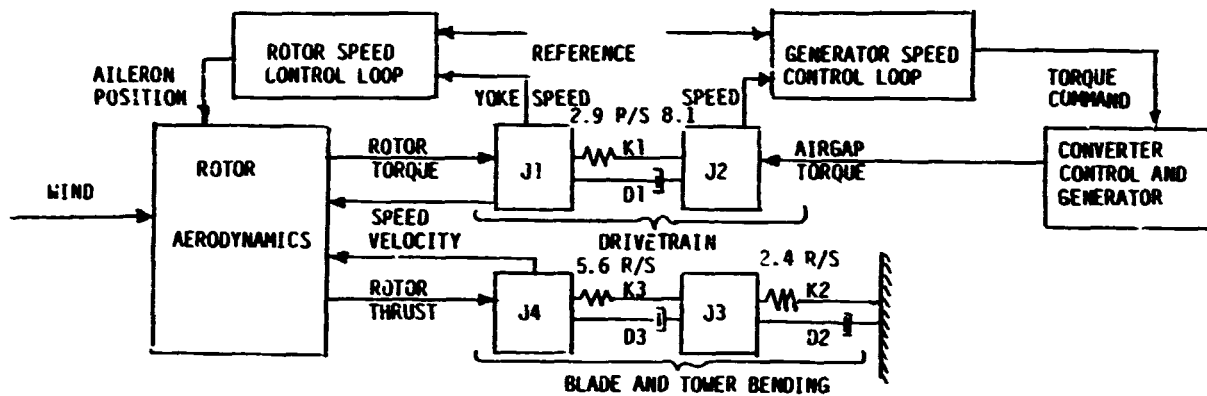 ROTOR SPEED
CONTROL LOOP
REFERENCE
GENERATOR SPEED
CONTROL LOOP
AILERON
POSITION
YOKE SPEED
SPEED
TORQUE
COMMAND
2.9 P/S 8.1
ROTOR
AERODYNAMICS
WIND
ROTOR
TORQUE
J1
K1
D1
J2
AIRGAP
TORQUE
CONVERTER
CONTROL AND
GENERATOR
SPEED
VELOCITY
DRIVETRAIN
5.6 R/S
2.4 R/S
ROTOR
THRUST
J4
K3
D3
J3
K2
D2
BLADE AND TOWER BENDING